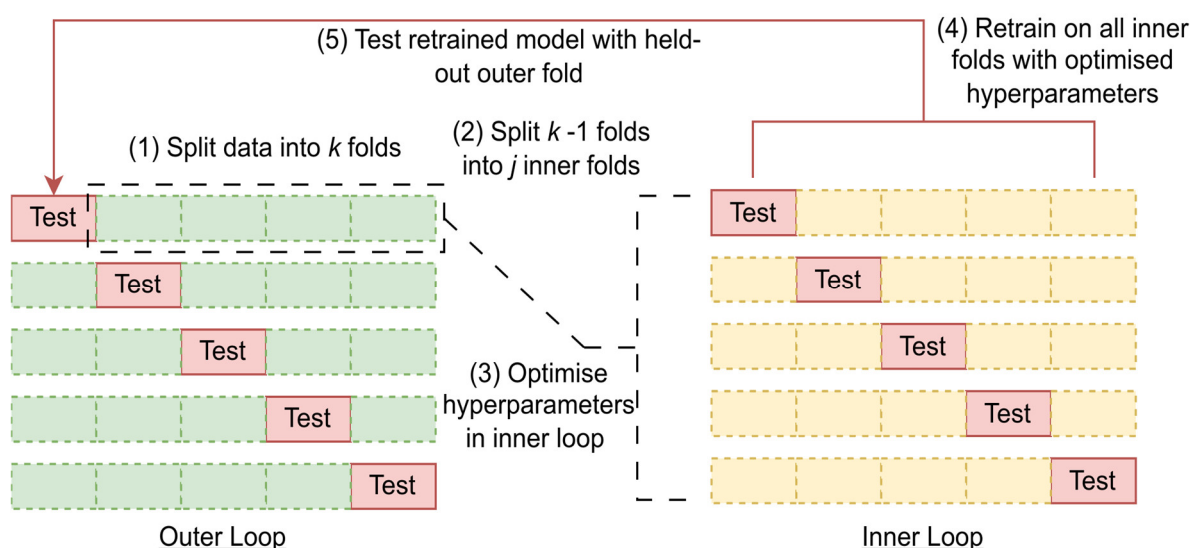 (5) Test retrained model with held-
out outer fold
(4) Retrain on all inner
folds with optimised
hyperparameters
(1) Split data into k folds
(2) Split k -1 folds
into j inner folds
Test
Test
Test
Test
Test
(3) Optimise
hyperparameters
in inner loop
Test
Test
Test
Test
Test
Outer Loop
Inner Loop